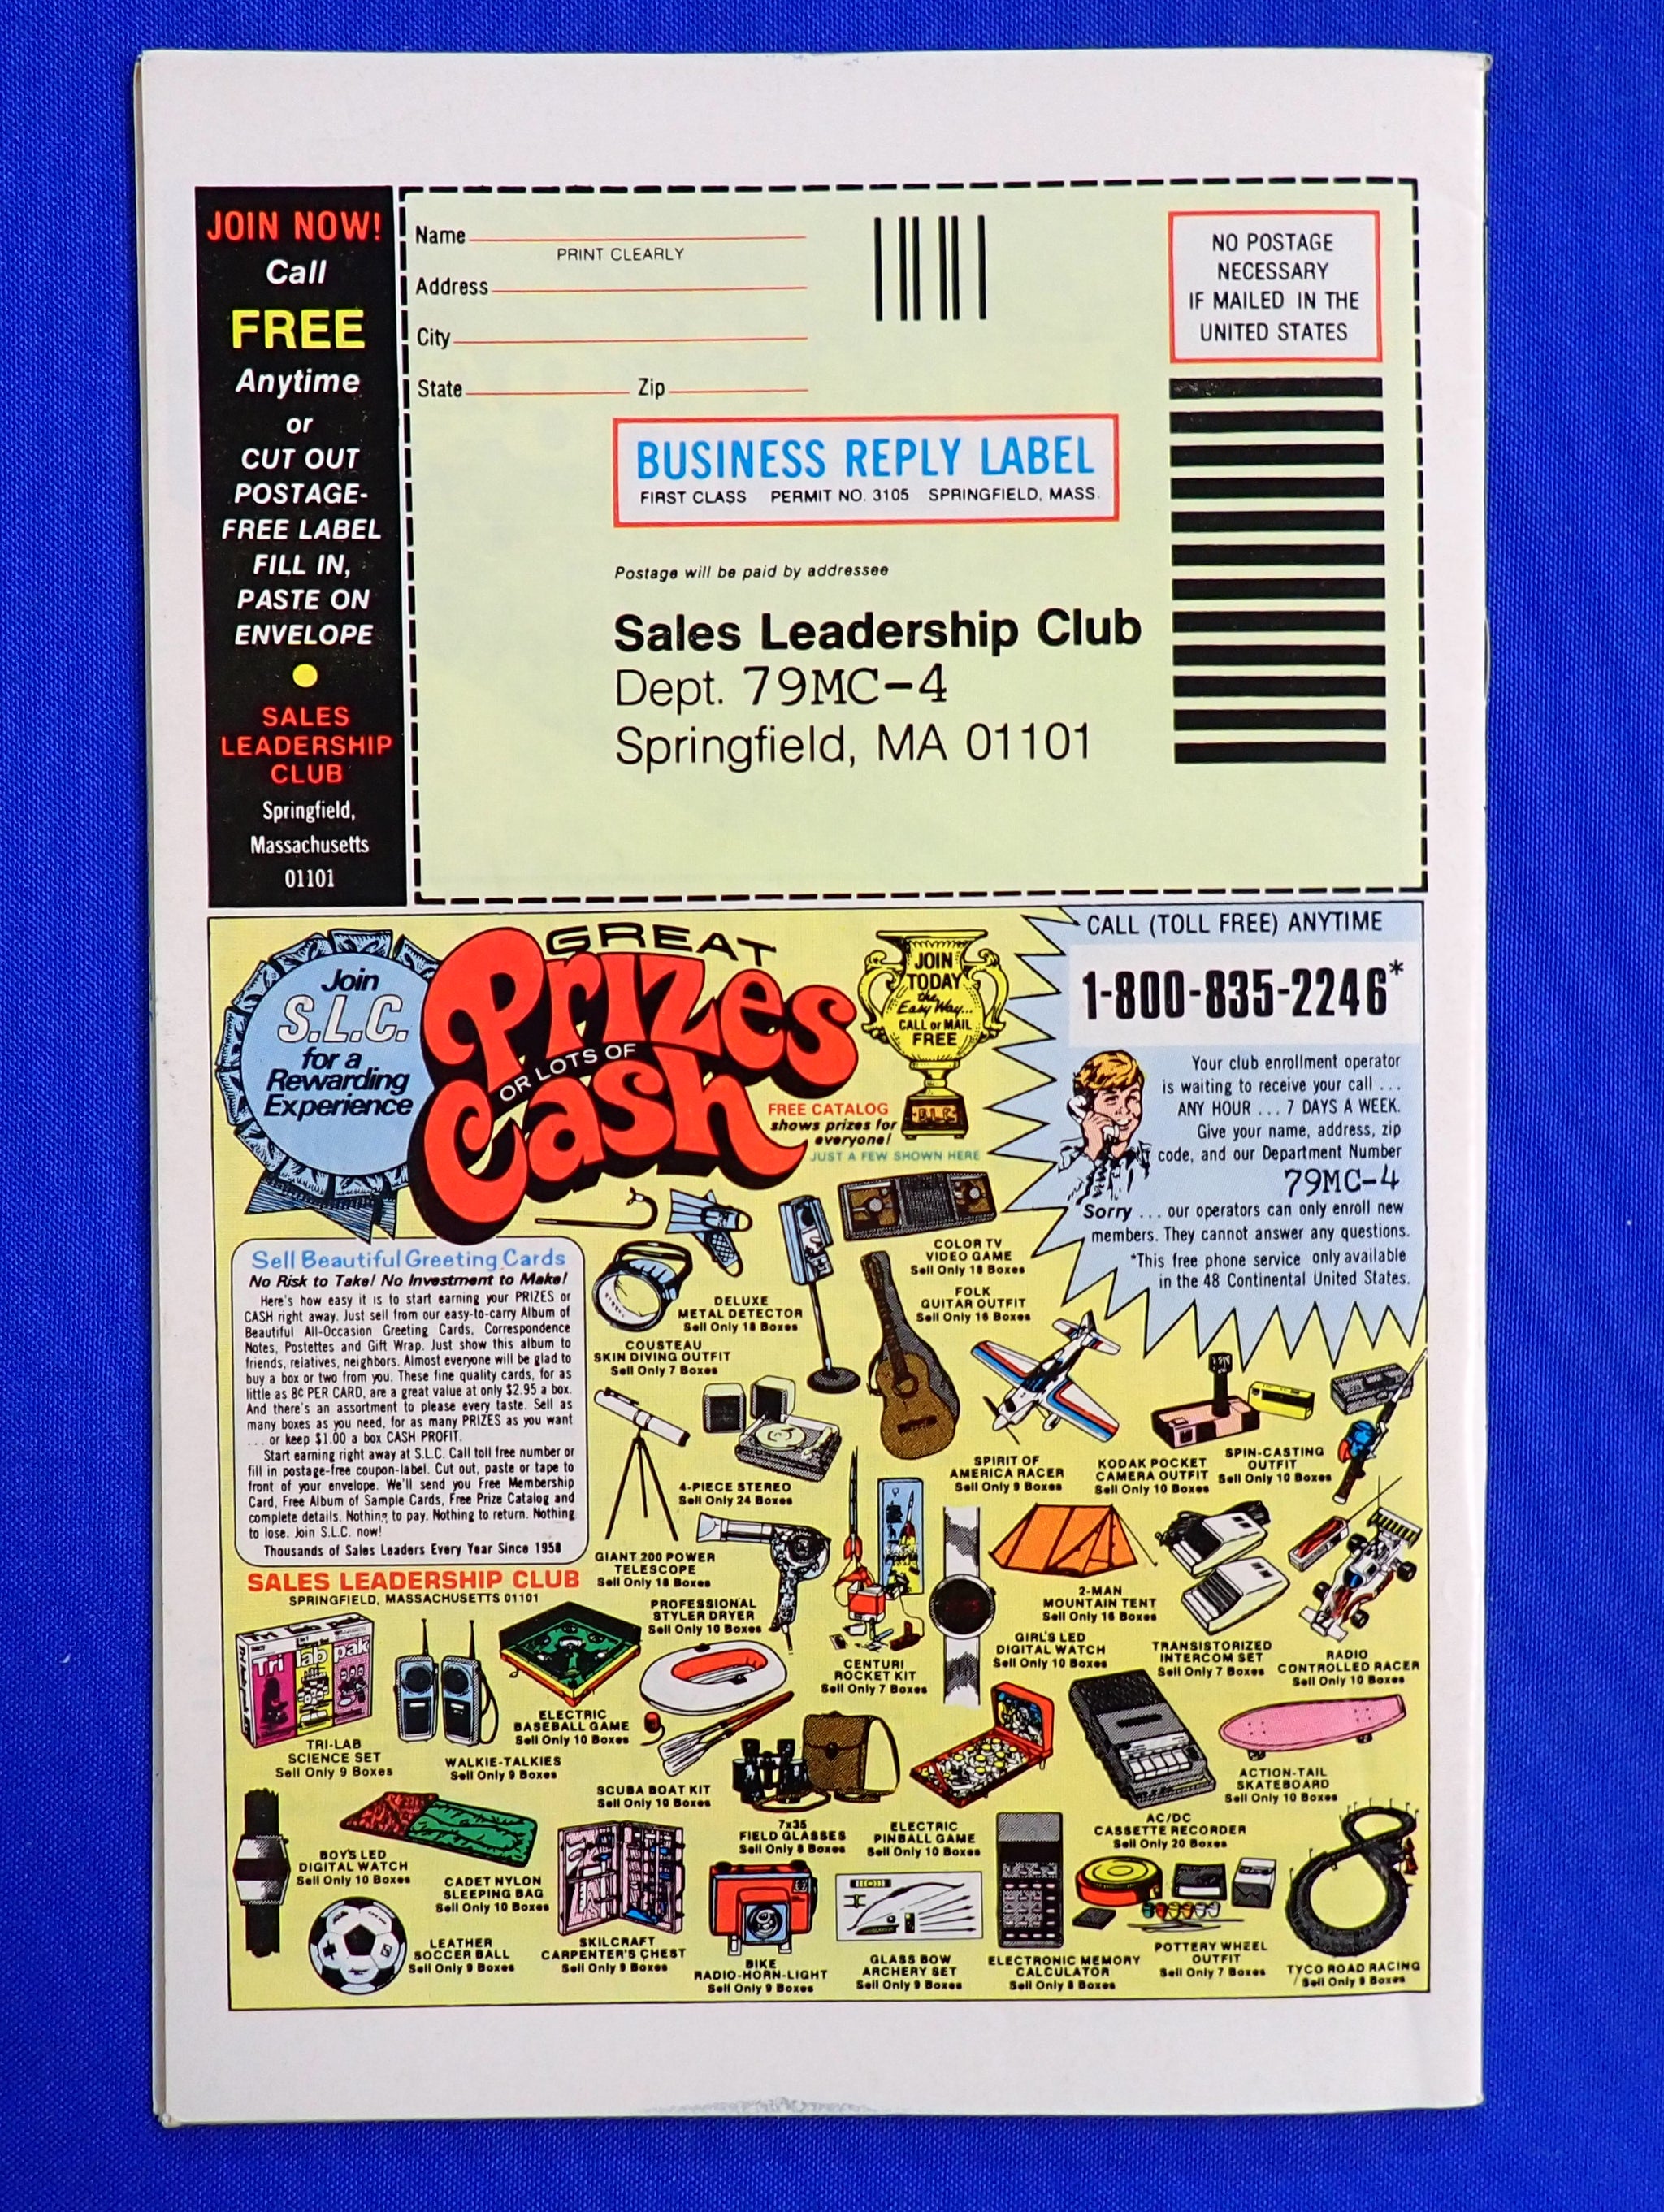 JOIN NOW!
Call
FREE
Anytime
or
CUT OUT
POSTAGE-
FREE LABEL
FILL IN,
PASTE ON
ENVELOPE
SALES
LEADERSHIP
CLUB
Springfield,
Massachusetts
01101
Name
PRINT CLEARLY
Address
City
State Zip
NO POSTAGE
NECESSARY
IF MAILED IN THE
UNITED STATES
BUSINESS REPLY LABEL
FIRST CLASS PERMIT NO. 3105 SPRINGFIELD, MASS.
Postage will be paid by addressee
Sales Leadership Club
Dept. 79MC-4
Springfield, MA 01101
Join
S.L.C.
for a
Rewarding
Experience
GREAT
Prizes
OR LOTS OF
Cash
JOIN
TODAY
the
Easy Way...
CALL or MAIL
FREE
S.L.C.
FREE CATALOG
shows prizes for
everyone!
JUST A FEW SHOWN HERE
CALL (TOLL FREE) ANYTIME
1-800-835-2246*
Your club enrollment operator
is waiting to receive your call ...
ANY HOUR ... 7 DAYS A WEEK.
Give your name, address, zip
code, and our Department Number
79MC-4
Sorry ... our operators can only enroll new
members. They cannot answer any questions.
*This free phone service only available
in the 48 Continental United States.
Sell Beautiful Greeting Cards
No Risk to Take! No Investment to Make!
Here's how easy it is to start earning your PRIZES or
CASH right away. Just sell from our easy-to-carry Album of
Beautiful All-Occasion Greeting Cards, Correspondence
Notes, Postettes and Gift Wrap. Just show this album to
friends, relatives, neighbors. Almost everyone will be glad to
buy a box or two from you. These fine quality cards, for as
little as 8¢ PER CARD, are a great value at only $2.95 a box.
And there's an assortment to please every taste. Sell as
many boxes as you need, for as many PRIZES as you want
... or keep $1.00 a box CASH PROFIT.
Start earning right away at S.L.C. Call toll free number or
fill in postage-free coupon-label. Cut out, paste or tape to
front of your envelope. We'll send you Free Membership
Card, Free Album of Sample Cards, Free Prize Catalog and
complete details. Nothing to pay. Nothing to return. Nothing
to lose. Join S.L.C. now!
Thousands of Sales Leaders Every Year Since 1958
SALES LEADERSHIP CLUB
SPRINGFIELD, MASSACHUSETTS 01101
COLOR TV
VIDEO GAME
Sell Only 18 Boxes
DELUXE
METAL DETECTOR
Sell Only 18 Boxes
FOLK
GUITAR OUTFIT
Sell Only 16 Boxes
COUSTEAU
SKIN DIVING OUTFIT
Sell Only 7 Boxes
4-PIECE STEREO
Sell Only 24 Boxes
SPIRIT OF
AMERICA RACER
Sell Only 9 Boxes
KODAK POCKET
CAMERA OUTFIT
Sell Only 10 Boxes
SPIN-CASTING
OUTFIT
Sell Only 10 Boxes
GIANT 200 POWER
TELESCOPE
Sell Only 18 Boxes
PROFESSIONAL
STYLER DRYER
Sell Only 10 Boxes
CENTURI
ROCKET KIT
Sell Only 7 Boxes
2-MAN
MOUNTAIN TENT
Sell Only 16 Boxes
GIRL'S LED
DIGITAL WATCH
Sell Only 10 Boxes
TRANSISTORIZED
INTERCOM SET
Sell Only 7 Boxes
RADIO
CONTROLLED RACER
Sell Only 10 Boxes
Tri lab pak
TRI-LAB
SCIENCE SET
Sell Only 9 Boxes
WALKIE-TALKIES
Sell Only 9 Boxes
ELECTRIC
BASEBALL GAME
Sell Only 10 Boxes
SCUBA BOAT KIT
Sell Only 10 Boxes
7x35
FIELD GLASSES
Sell Only 8 Boxes
ELECTRIC
PINBALL GAME
Sell Only 10 Boxes
AC/DC
CASSETTE RECORDER
Sell Only 20 Boxes
ACTION-TAIL
SKATEBOARD
Sell Only 10 Boxes
BOY'S LED
DIGITAL WATCH
Sell Only 10 Boxes
CADET NYLON
SLEEPING BAG
Sell Only 10 Boxes
LEATHER
SOCCER BALL
Sell Only 9 Boxes
SKILCRAFT
CARPENTER'S CHEST
Sell Only 9 Boxes
BIKE
RADIO-HORN-LIGHT
Sell Only 9 Boxes
GLASS BOW
ARCHERY SET
Sell Only 9 Boxes
ELECTRONIC MEMORY
CALCULATOR
Sell Only 8 Boxes
POTTERY WHEEL
OUTFIT
Sell Only 7 Boxes
TYCO ROAD RACING
Sell Only 9 Boxes